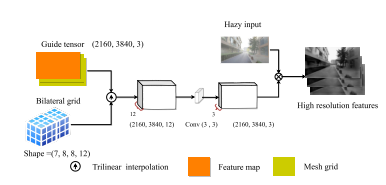 Hazy input
Guide tensor (2160, 3840, 3)
High resolution features
Bilateral grid
12
3
(2160, 3840, 12)
Conv (3 , 3)
(2160, 3840, 3)
Shape =(7, 8, 8, 12)
Trilinear interpolation
Feature map
Mesh grid